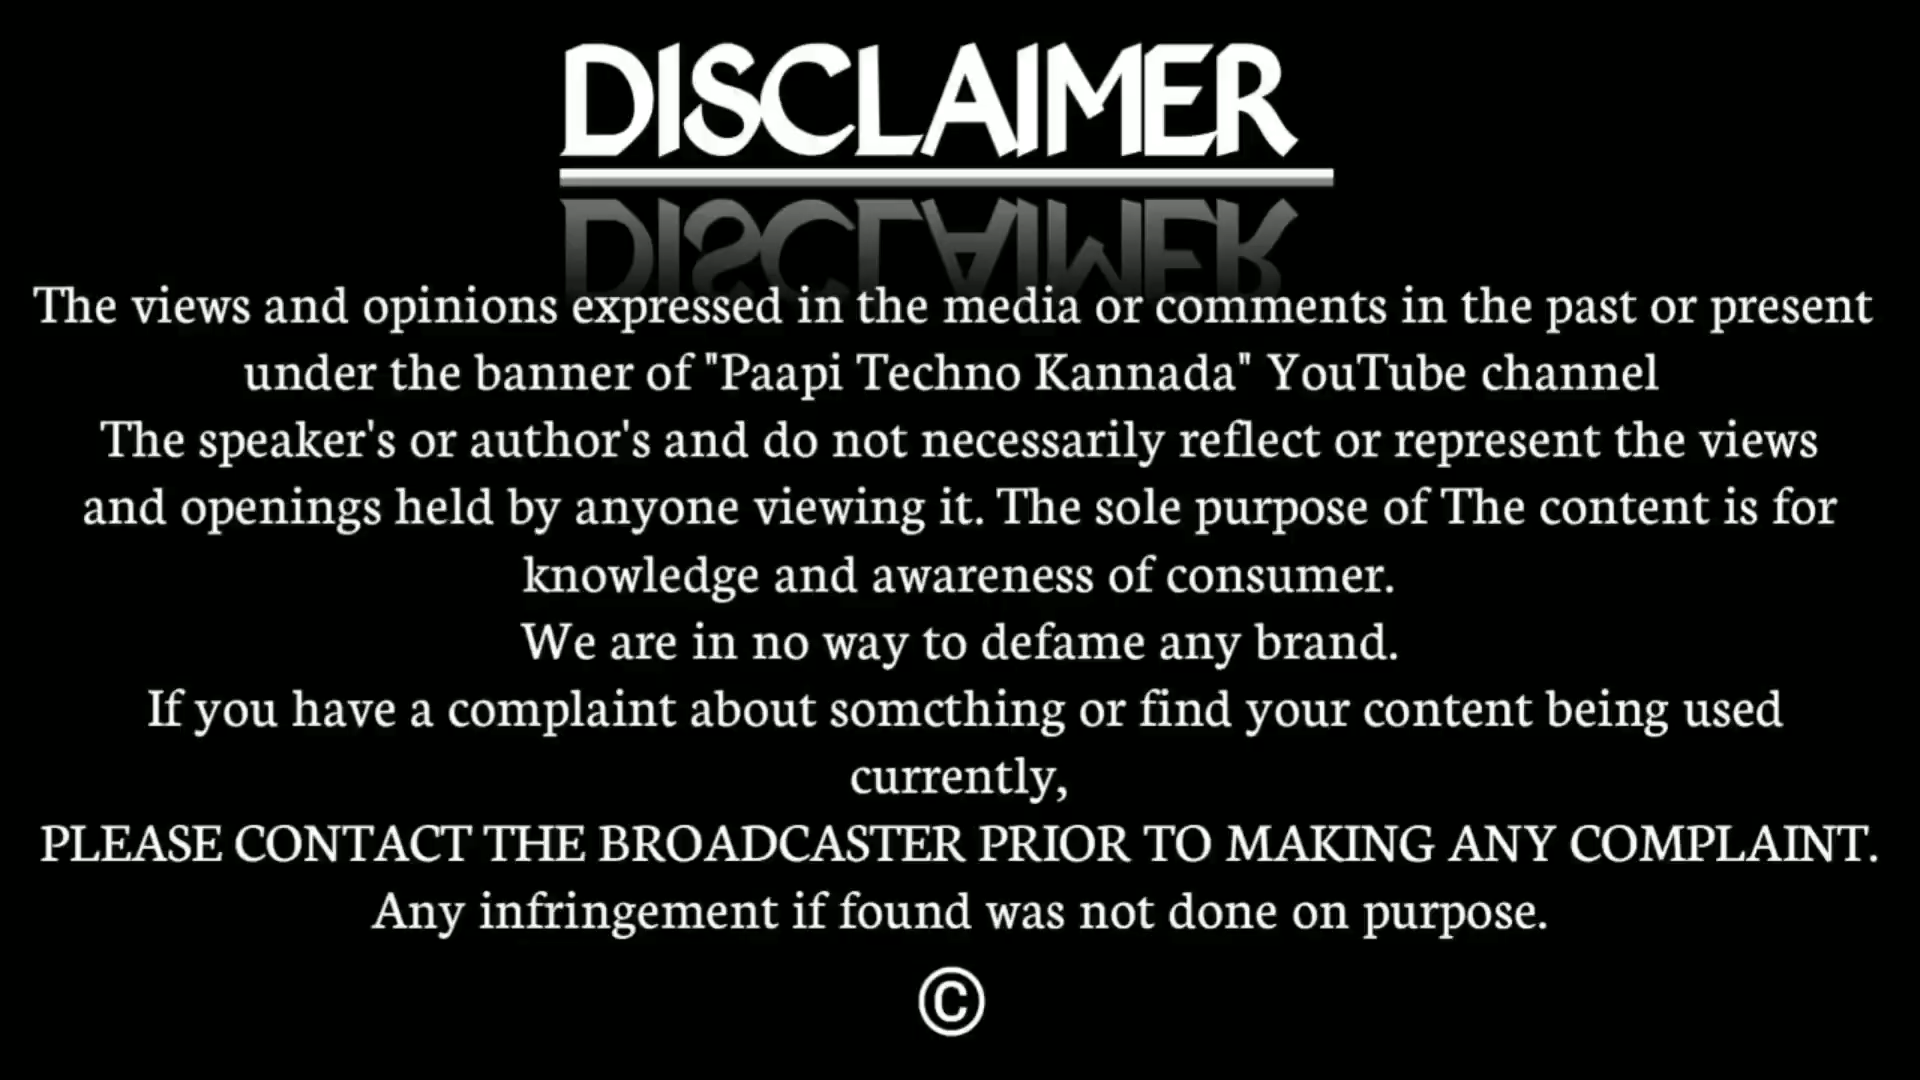 DISCLAIMER
The views and opinions expressed in the media or comments in the past or present
under the banner of "Paapi Techno Kannada" YouTube channel
The speaker's or author's and do not necessarily reflect or represent the views
and openings held by anyone viewing it. The sole purpose of The content is for
knowledge and awareness of consumer.
We are in no way to defame any brand.
If you have a complaint about somcthing or find your content being used
currently,
PLEASE CONTACT THE BROADCASTER PRIOR TO MAKING ANY COMPLAINT.
Any infringement if found was not done on purpose.
©